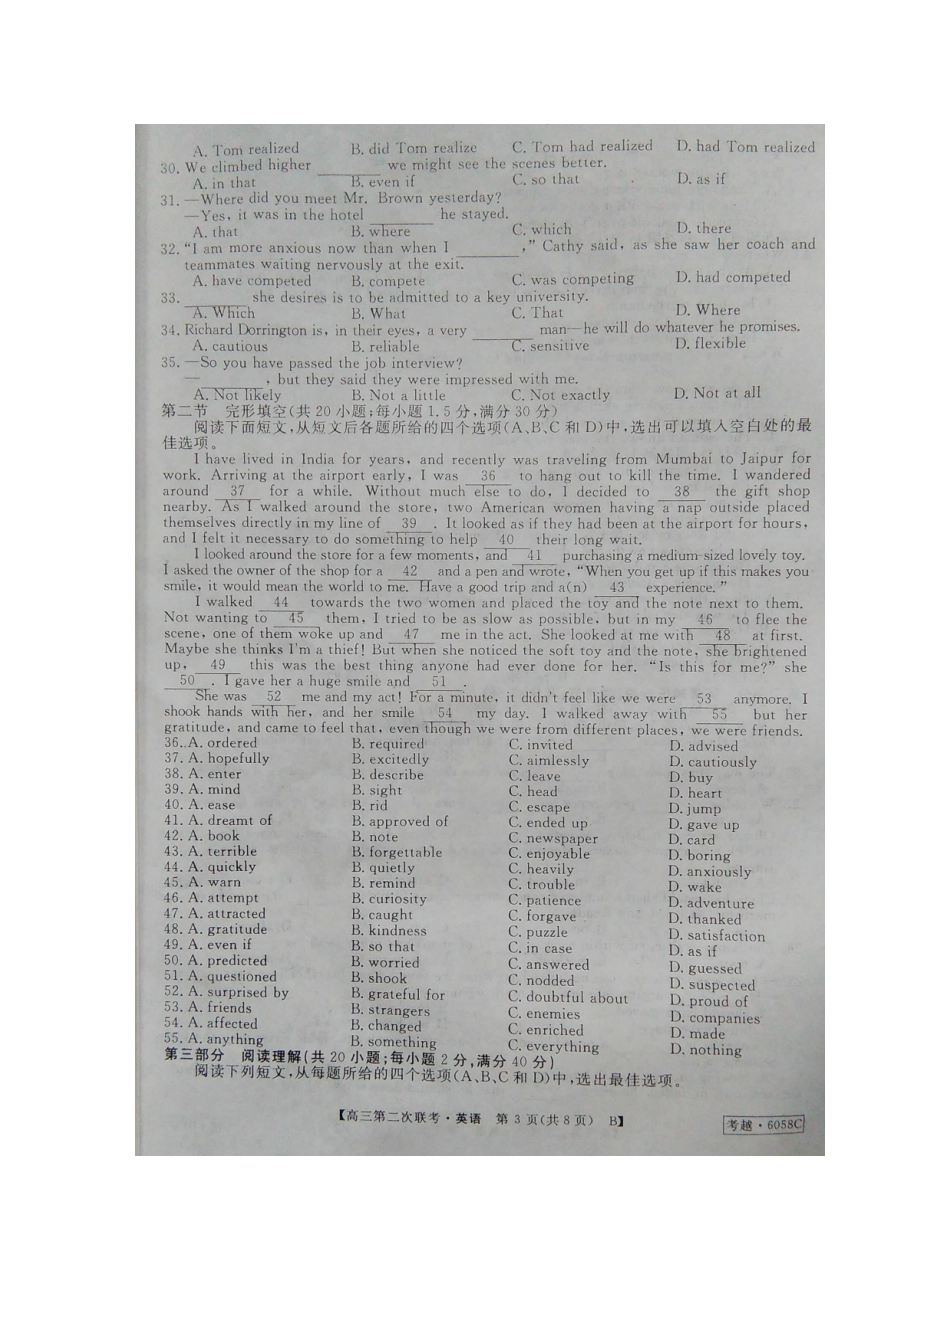 A. Tom realized B. did Tom realize C. Tom had realized D. had Tom realized
30. We climbed higher ________ we might see the scenes better.
A. in that B. even if C. so that D. as if
31. —Where did you meet Mr. Brown yesterday?
—Yes, it was in the hotel ________ he stayed.
A. that B. where C. which D. there
32. “I am more anxious now than when I ________,” Cathy said, as she saw her coach and
teammates waiting nervously at the exit.
A. have competed B. compete C. was competing D. had competed
33. ________ she desires is to be admitted to a key university.
A. Which B. What C. That D. Where
34. Richard Dorrington is, in their eyes, a very ________ man—he will do whatever he promises.
A. cautious B. reliable C. sensitive D. flexible
35. —So you have passed the job interview?
—________, but they said they were impressed with me.
A. Not likely B. Not a little C. Not exactly D. Not at all
第二节 完形填空(共 20 小题;每小题 1.5 分,满分 30 分)
阅读下面短文,从短文后各题所给的四个选项(A、B、C 和 D)中,选出可以填入空白处的最
佳选项。
I have lived in India for years, and recently was traveling from Mumbai to Jaipur for
work. Arriving at the airport early, I was 36 to hang out to kill the time. I wandered
around 37 for a while. Without much else to do, I decided to 38 the gift shop
nearby. As I walked around the store, two American women having a nap outside placed
themselves directly in my line of 39 . It looked as if they had been at the airport for hours,
and I felt it necessary to do something to help 40 their long wait.
I looked around the store for a few moments, and 41 purchasing a medium-sized lovely toy.
I asked the owner of the shop for a 42 and a pen and wrote, “When you get up if this makes you
smile, it would mean the world to me. Have a good trip and a(n) 43 experience.”
I walked 44 towards the two women and placed the toy and the note next to them.
Not wanting to 45 them, I tried to be as slow as possible, but in my 46 to flee the
scene, one of them woke up and 47 me in the act. She looked at me with 48 at first.
Maybe she thinks I'm a thief! But when she noticed the soft toy and the note, she brightened
up, 49 this was the best thing anyone had ever done for her. “Is this for me?” she
50 . I gave her a huge smile and 51 .
She was 52 me and my act! For a minute, it didn't feel like we were 53 anymore. I
shook hands with her, and her smile 54 my day. I walked away with 55 but her
gratitude, and came to feel that, even though we were from different places, we were friends.
36. A. ordered B. required C. invited D. advised
37. A. hopefully B. excitedly C. aimlessly D. cautiously
38. A. enter B. describe C. leave D. buy
39. A. mind B. sight C. head D. heart
40. A. ease B. rid C. escape D. jump
41. A. dreamt of B. approved of C. ended up D. gave up
42. A. book B. note C. newspaper D. card
43. A. terrible B. forgettable C. enjoyable D. boring
44. A. quickly B. quietly C. heavily D. anxiously
45. A. warn B. remind C. trouble D. wake
46. A. attempt B. curiosity C. patience D. adventure
47. A. attracted B. caught C. forgave D. thanked
48. A. gratitude B. kindness C. puzzle D. satisfaction
49. A. even if B. so that C. in case D. as if
50. A. predicted B. worried C. answered D. guessed
51. A. questioned B. shook C. nodded D. suspected
52. A. surprised by B. grateful for C. doubtful about D. proud of
53. A. friends B. strangers C. enemies D. companies
54. A. affected B. changed C. enriched D. made
55. A. anything B. something C. everything D. nothing
第三部分 阅读理解(共 20 小题;每小题 2 分,满分 40 分)
阅读下列短文,从每题所给的四个选项(A、B、C 和 D)中,选出最佳选项。
【高三第二次联考·英语 第 3 页(共 8 页) B】
考越·6058C